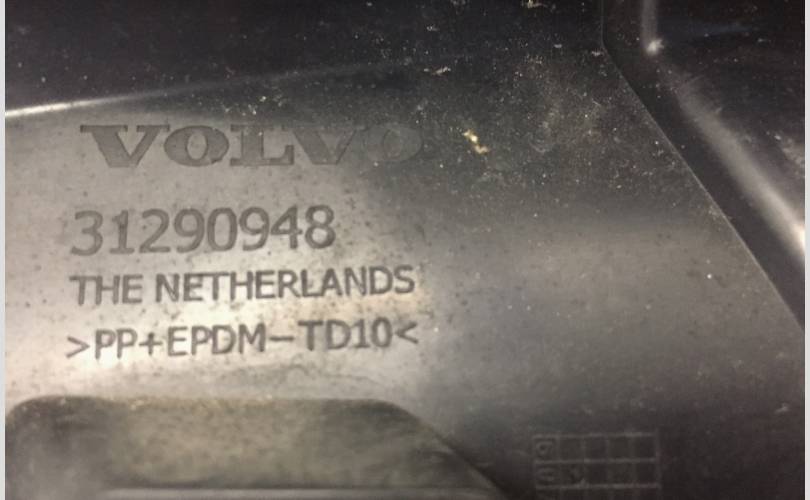 VOLVO
31290948
THE NETHERLANDS
>PP+EPDM-TD10<